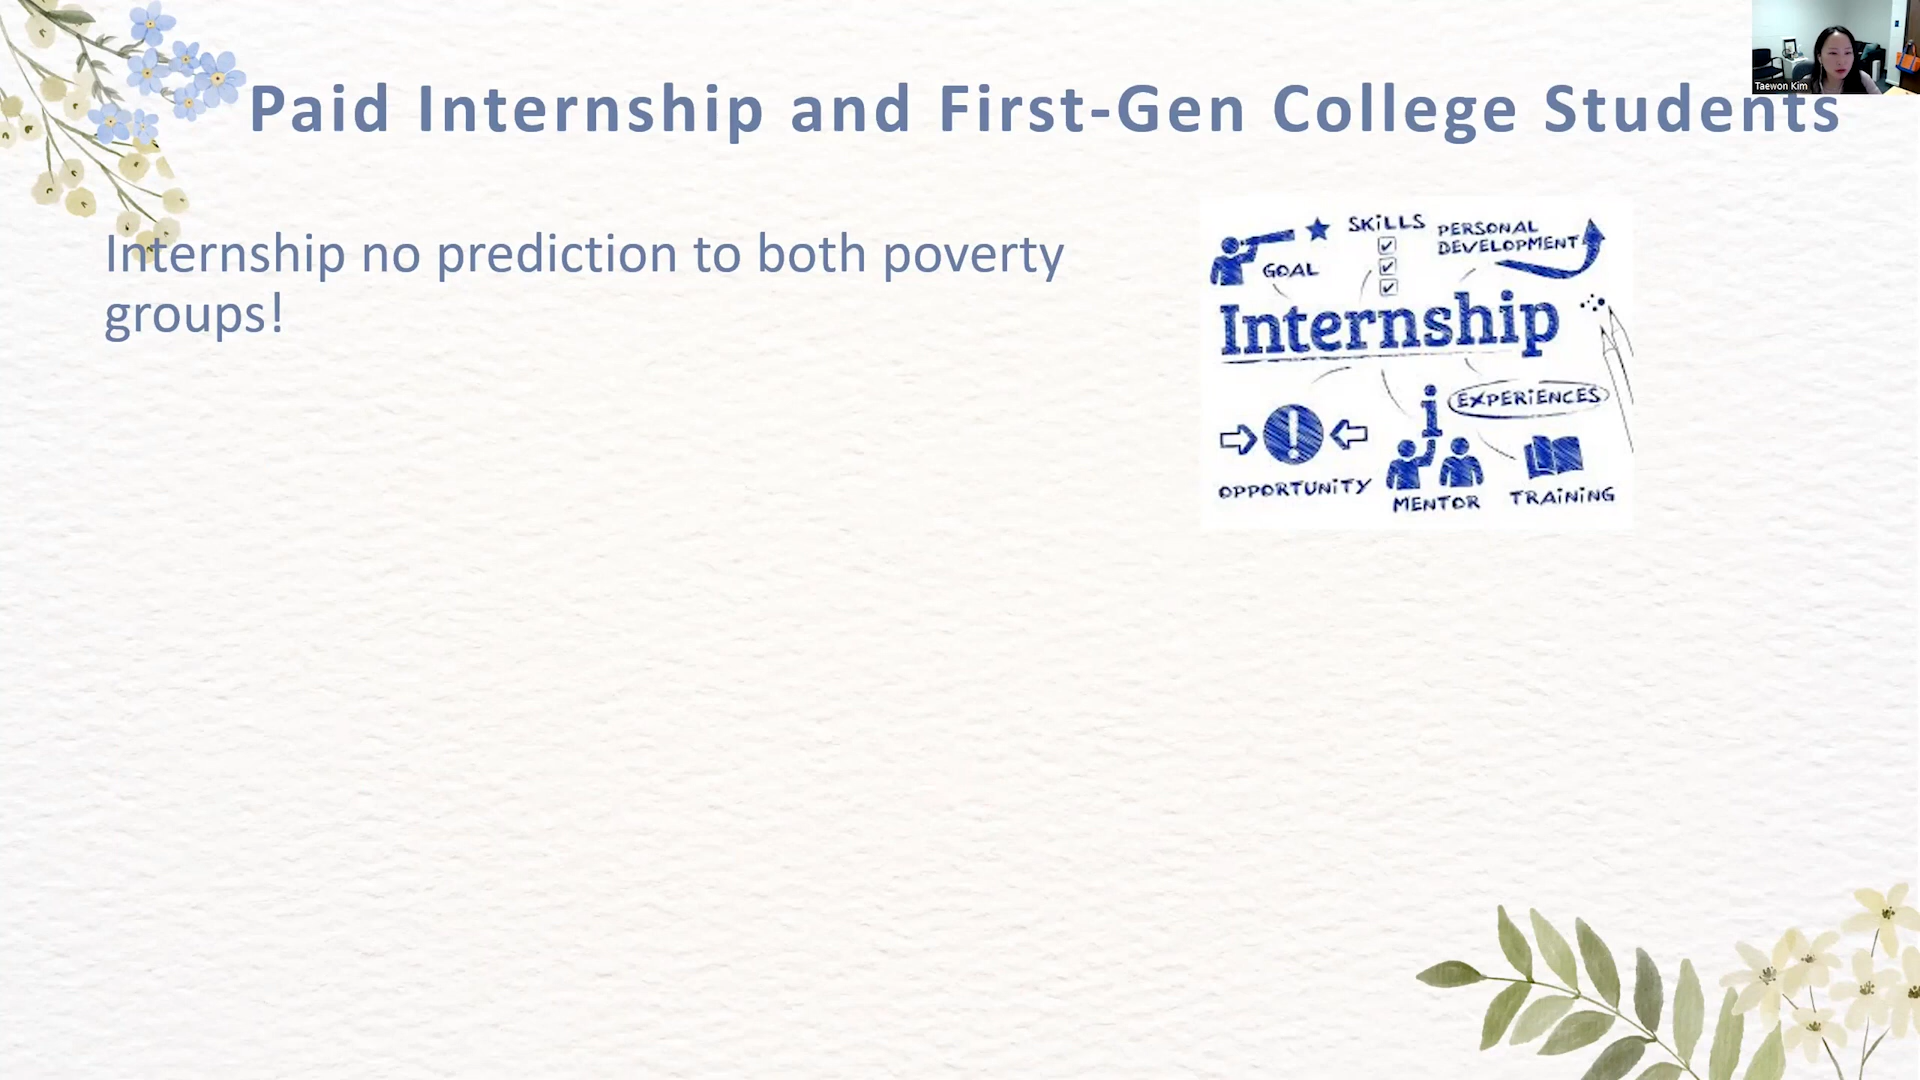 Taewon Kim
Paid Internship and First-Gen College Students
Internship no prediction to both poverty
groups!
SKiLLS
PERSONAL
DEVELOPMENT
GOAL
Internship
EXPERiENCES
OPPORTUNiTY
MENTOR
TRAiNiNG